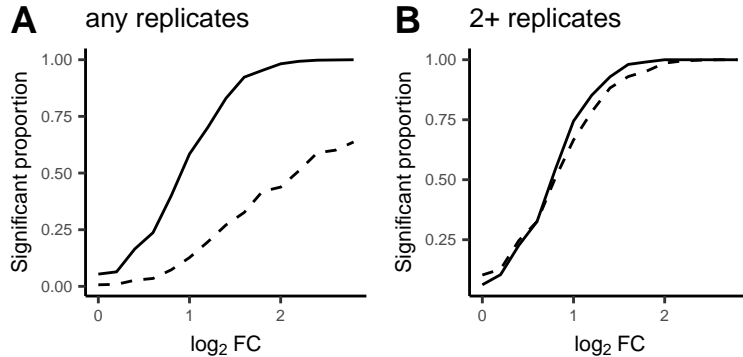 A any replicates
1.00
0.75
0.50
0.25
0.00
Significant proportion
0 1 2
log₂ FC
B 2+ replicates
1.00
0.75
0.50
0.25
Significant proportion
0 1 2
log₂ FC